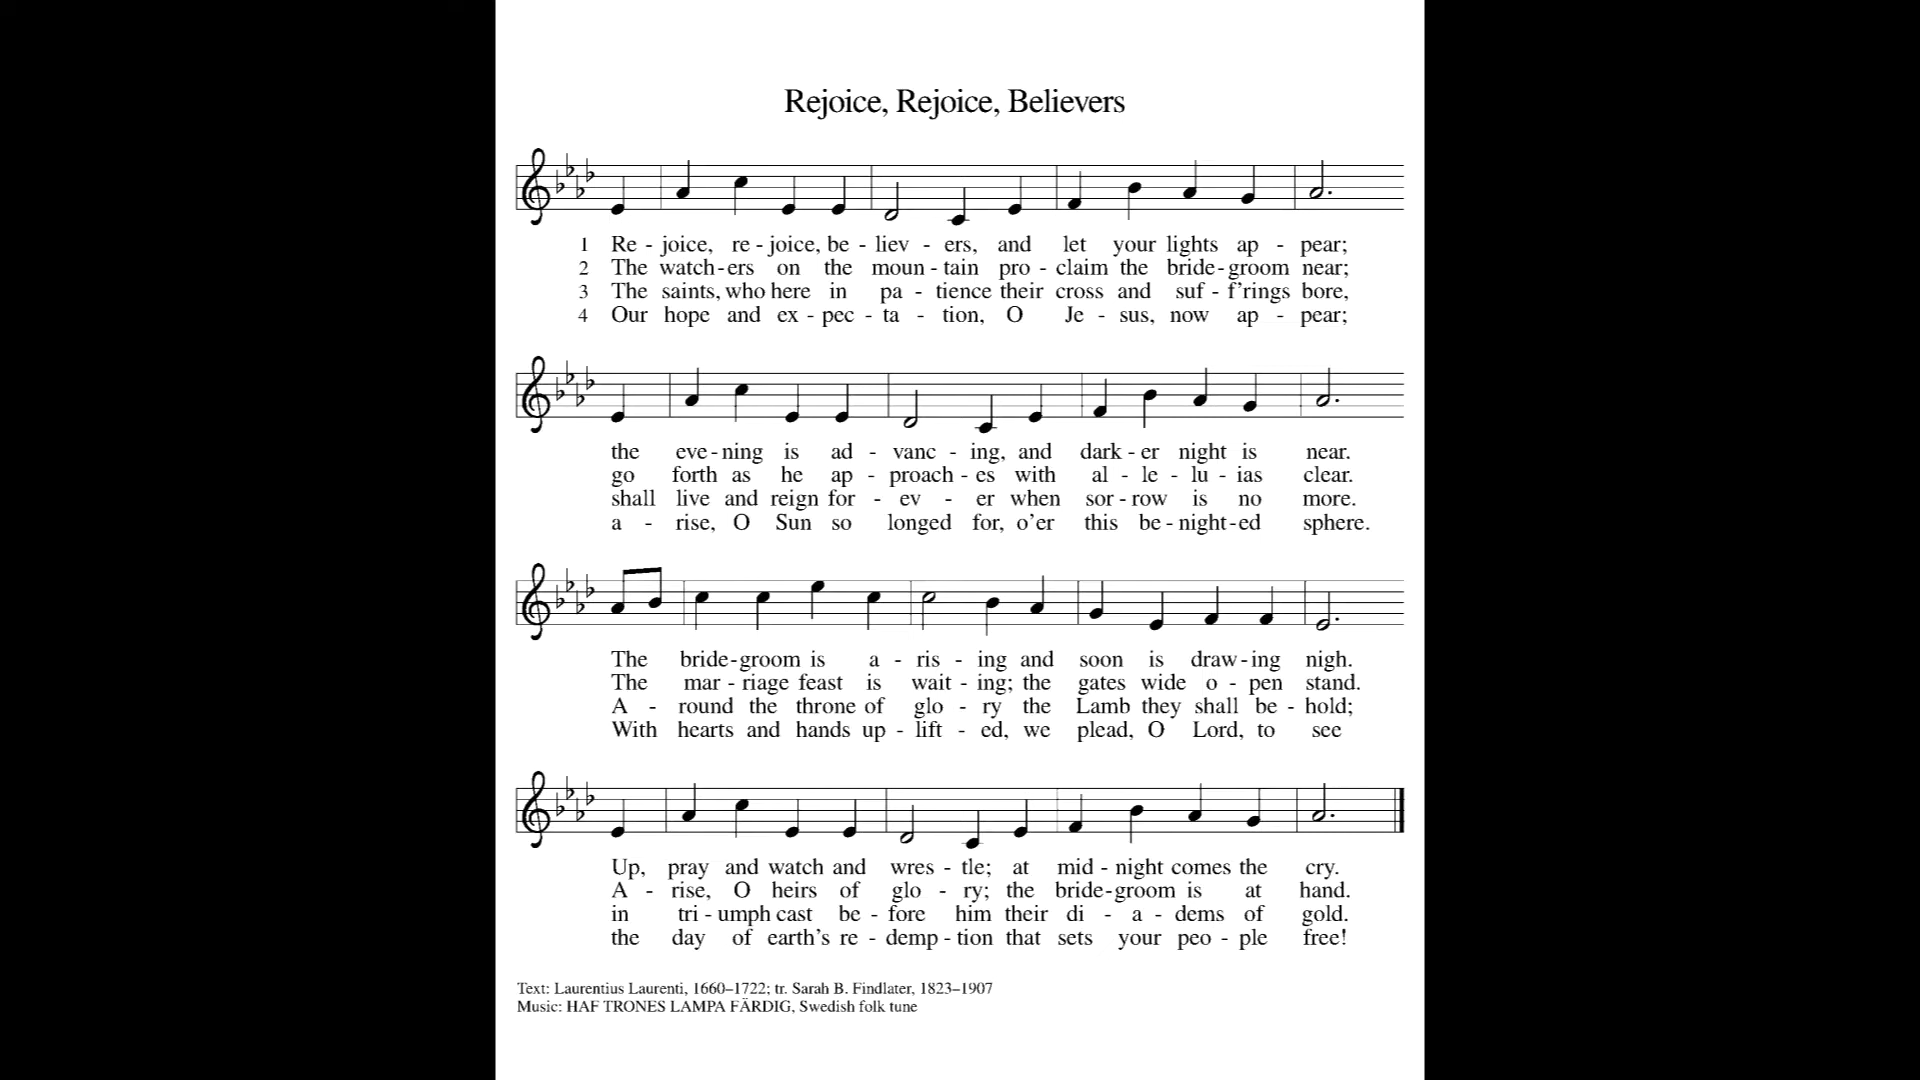 Rejoice, Rejoice, Believers
1 Re - joice, re - joice, be - liev - ers, and let your lights ap - pear;
2 The watch - ers on the moun - tain pro - claim the bride - groom near;
3 The saints, who here in pa - tience their cross and suf - f'rings bore,
4 Our hope and ex - pec - ta - tion, O Je - sus, now ap - pear;
the eve - ning is ad - vanc - ing, and dark - er night is near.
go forth as he ap - proach - es with al - le - lu - ias clear.
shall live and reign for - ev - er when sor - row is no more.
a - rise, O Sun so longed for, o'er this be - night - ed sphere.
The bride - groom is a - ris - ing and soon is draw - ing nigh.
The mar - riage feast is wait - ing; the gates wide o - pen stand.
A - round the throne of glo - ry the Lamb they shall be - hold;
With hearts and hands up - lift - ed, we plead, O Lord, to see
Up, pray and watch and wres - tle; at mid - night comes the cry.
A - rise, O heirs of glo - ry; the bride - groom is at hand.
in tri - umph cast be - fore him their di - a - dems of gold.
the day of earth's re - demp - tion that sets your peo - ple free!
Text: Laurentius Laurenti, 1660–1722; tr. Sarah B. Findlater, 1823–1907
Music: HAF TRONES LAMPA FÄRDIG, Swedish folk tune